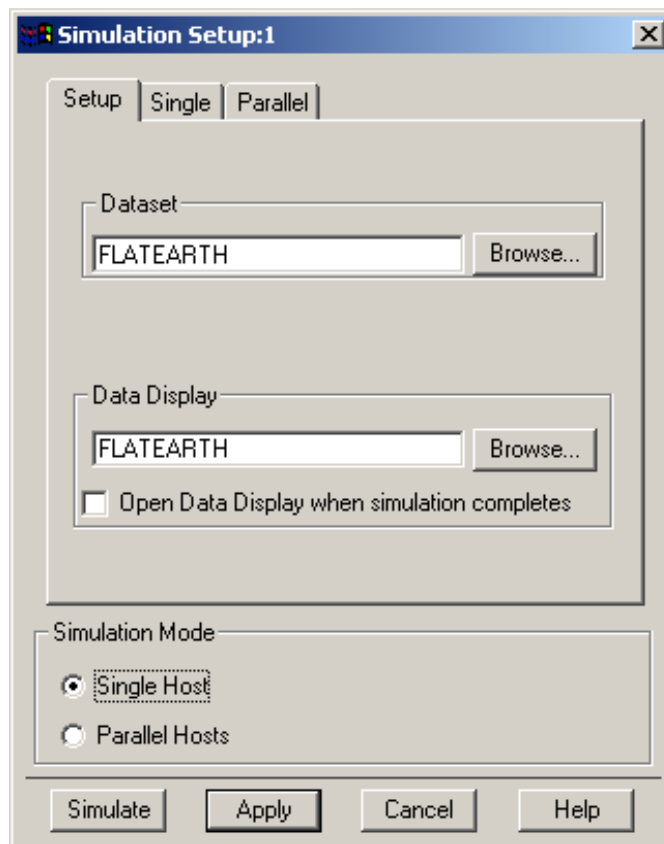 Simulation Setup:1
Setup Single Parallel
Dataset
FLATEARTH Browse...
Data Display
FLATEARTH Browse...
Open Data Display when simulation completes
Simulation Mode
Single Host
Parallel Hosts
Simulate Apply Cancel Help